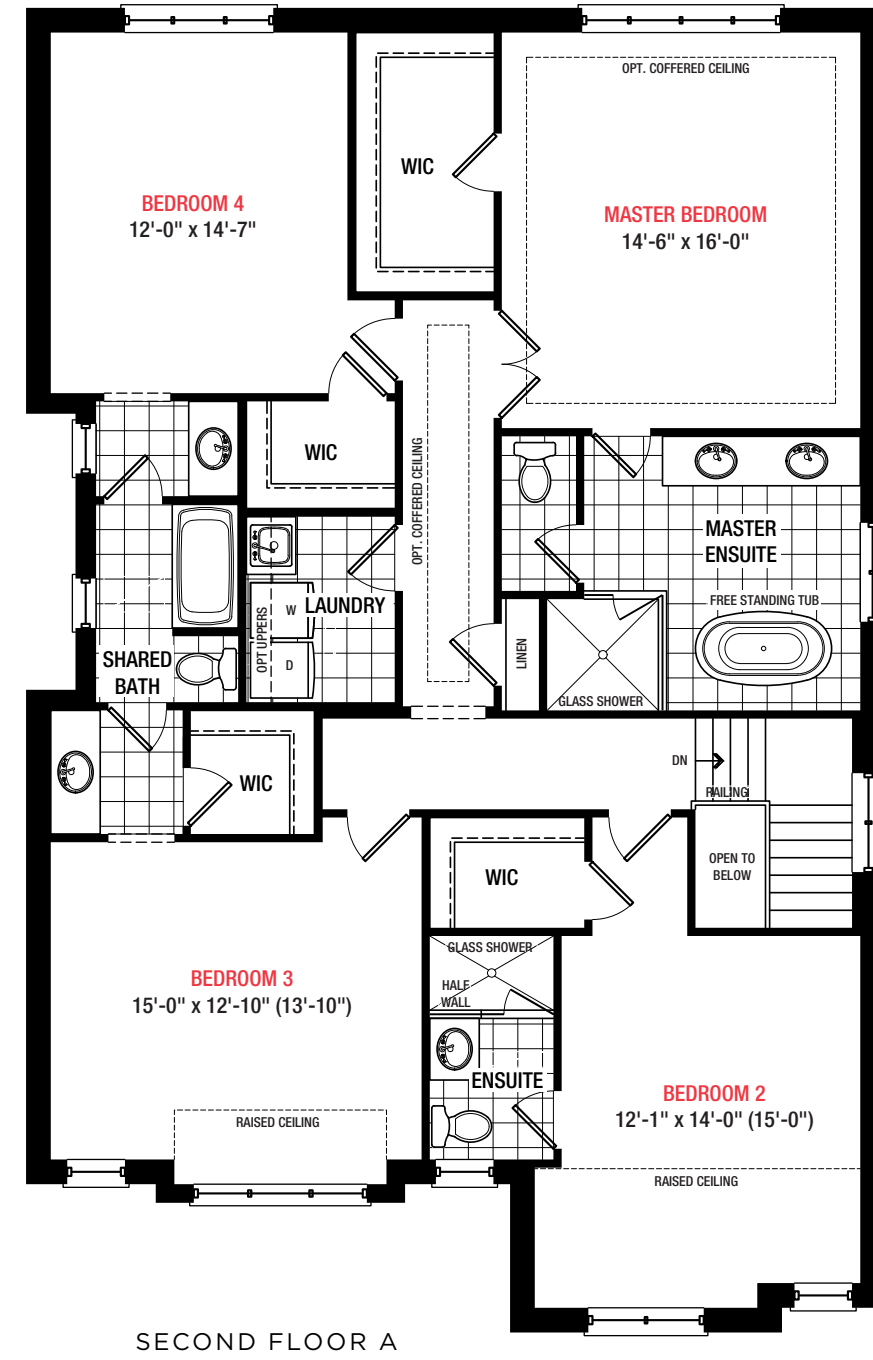 OPT. COFFERED CEILING
WIC
BEDROOM 4
12'-0" x 14'-7"
MASTER BEDROOM
14'-6" x 16'-0"
WIC
OPT. COFFERED CEILING
MASTER
ENSUITE
FREE STANDING TUB
OPT UPPERS
W
D
LAUNDRY
LINEN
SHARED
BATH
GLASS SHOWER
WIC
DN
RAILING
OPEN TO
BELOW
WIC
GLASS SHOWER
HALF
WALL
BEDROOM 3
15'-0" x 12'-10" (13'-10")
ENSUITE
BEDROOM 2
12'-1" x 14'-0" (15'-0")
RAISED CEILING
RAISED CEILING
SECOND FLOOR A